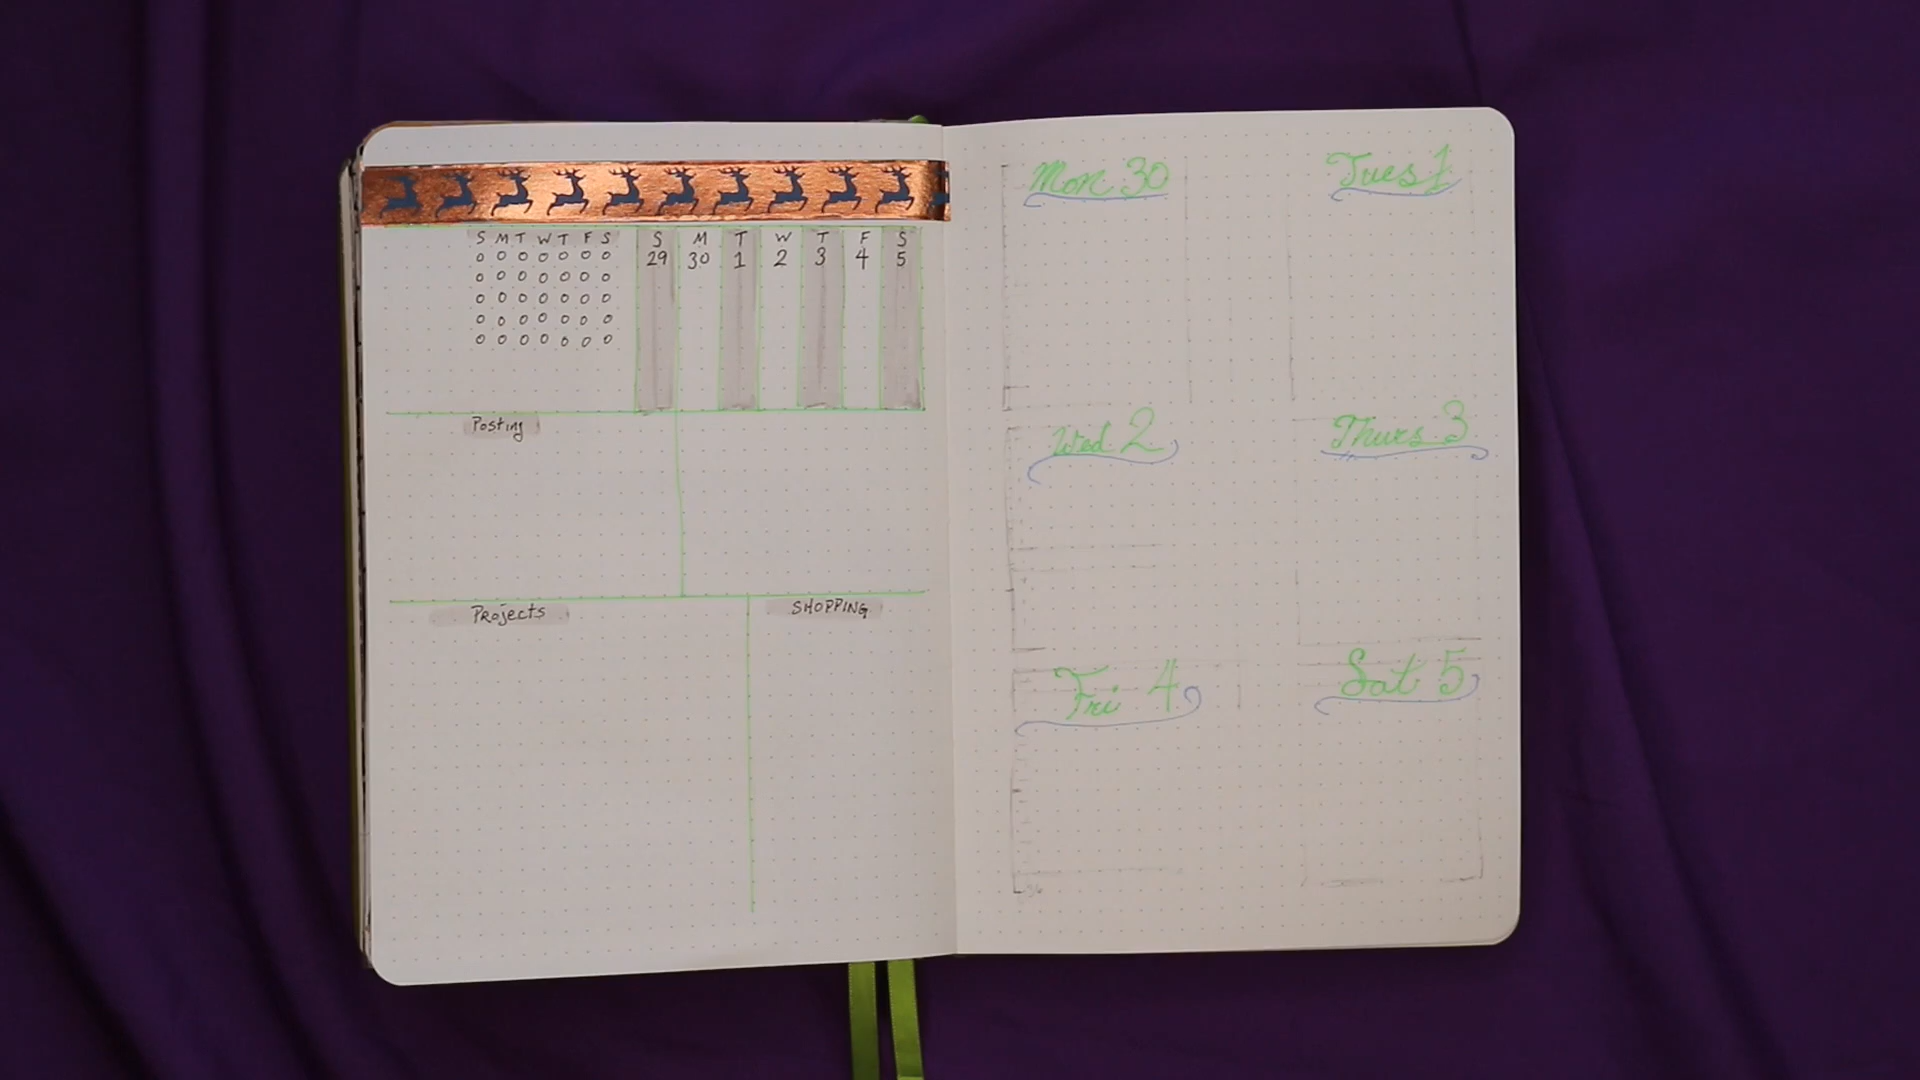 S M T W T F S
S M T W T F S
29 30 1 2 3 4 5
Posting
Projects
SHOPPING
Mon 30
Tues 1
Wed 2
Thurs 3
Fri 4
Sat 5